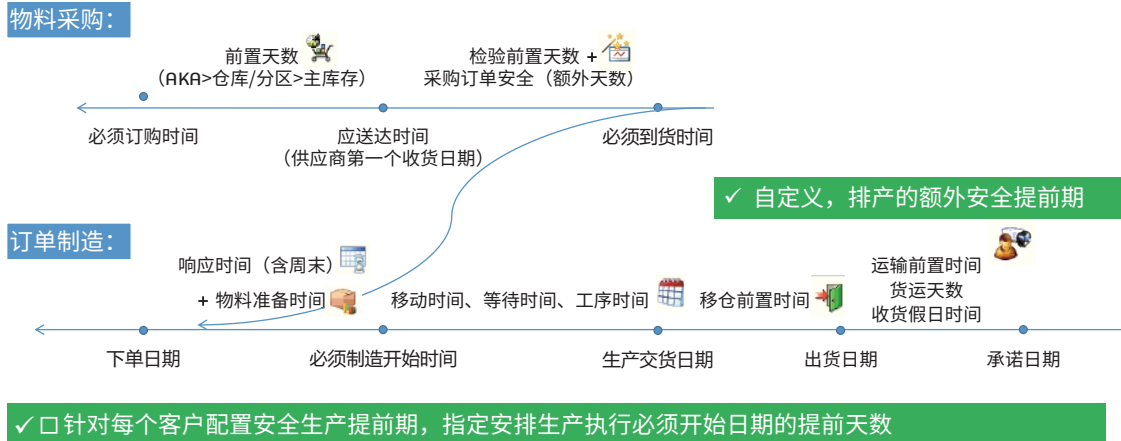 物料采购：
前置天数
（AKA>仓库/分区>主库存）
检验前置天数 +
采购订单安全（额外天数）
必须订购时间
应送达时间
（供应商第一个收货日期）
必须到货时间
✓ 自定义，排产的额外安全提前期
订单制造：
响应时间（含周末）
+ 物料准备时间
移动时间、等待时间、工序时间
移仓前置时间
运输前置时间
货运天数
收货假日时间
下单日期
必须制造开始时间
生产交货日期
出货日期
承诺日期
✓ □ 针对每个客户配置安全生产提前期，指定安排生产执行必须开始日期的提前天数